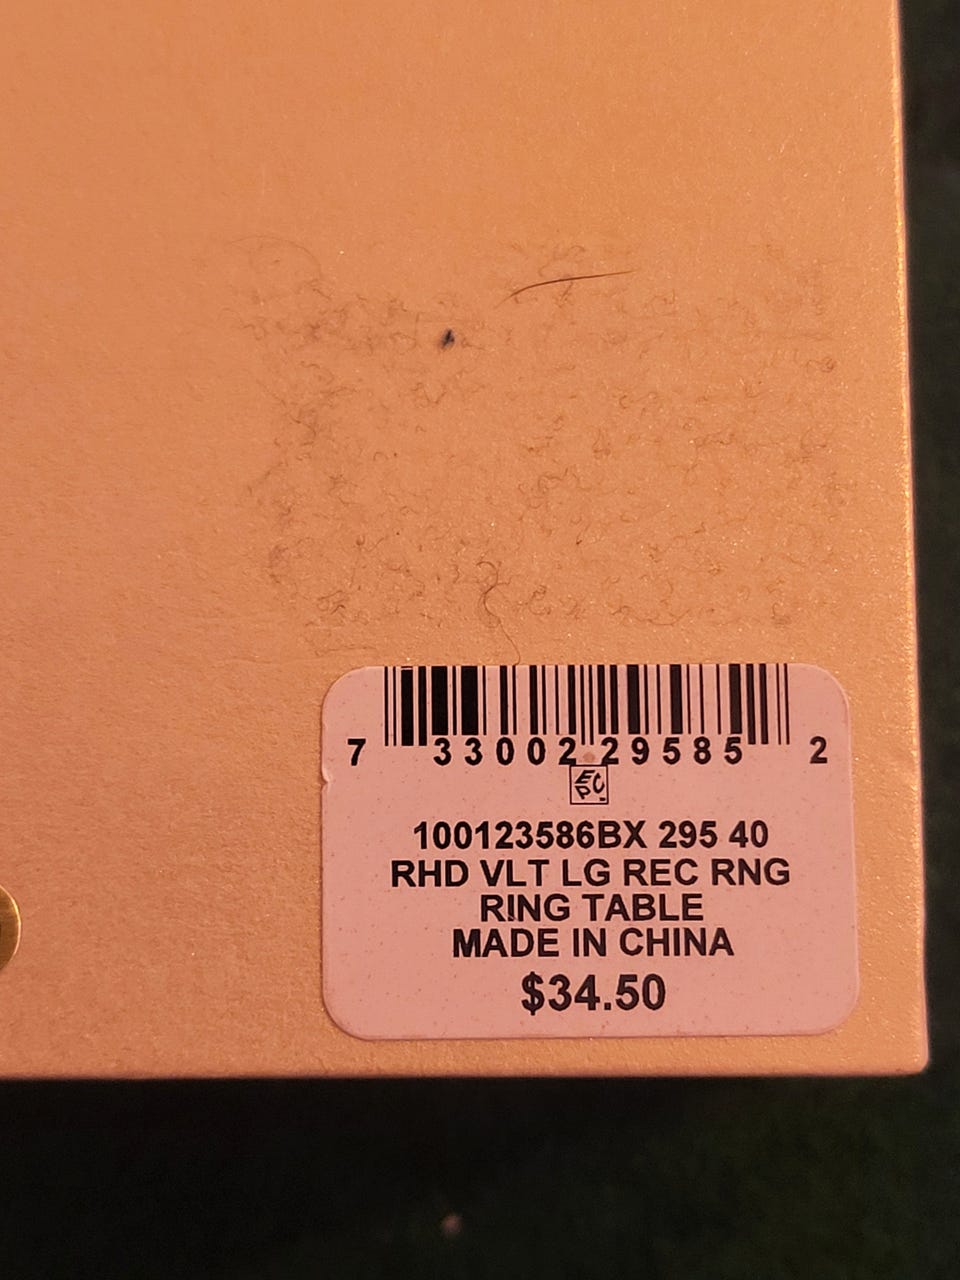 7 33002 29585 2
EPC
100123586BX 295 40
RHD VLT LG REC RNG
RING TABLE
MADE IN CHINA
$34.50